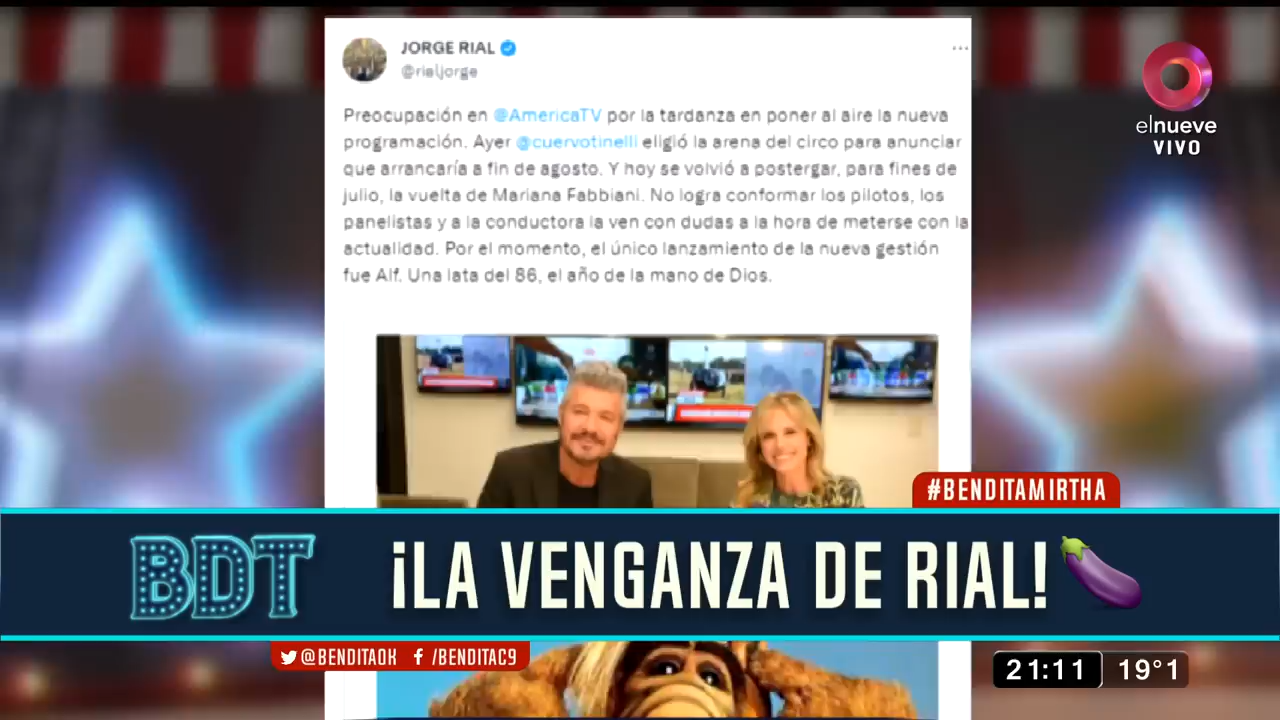 JORGE RIAL
@rialjorge
Preocupación en @AmericaTV por la tardanza en poner al aire la nueva
programación. Ayer @cuervotinelli eligió la arena del circo para anunciar
que arrancaría a fin de agosto. Y hoy se volvió a postergar, para fines de
julio, la vuelta de Mariana Fabbiani. No logra conformar los pilotos, los
panelistas y a la conductora la ven con dudas a la hora de meterse con la
actualidad. Por el momento, el único lanzamiento de la nueva gestión
fue Alf. Una lata del 86, el año de la mano de Dios.
elnueve
VIVO
#BENDITAMIRTHA
BDT
¡LA VENGANZA DE RIAL!
@BENDITAOK /BENDITAC9
21:11 19°1